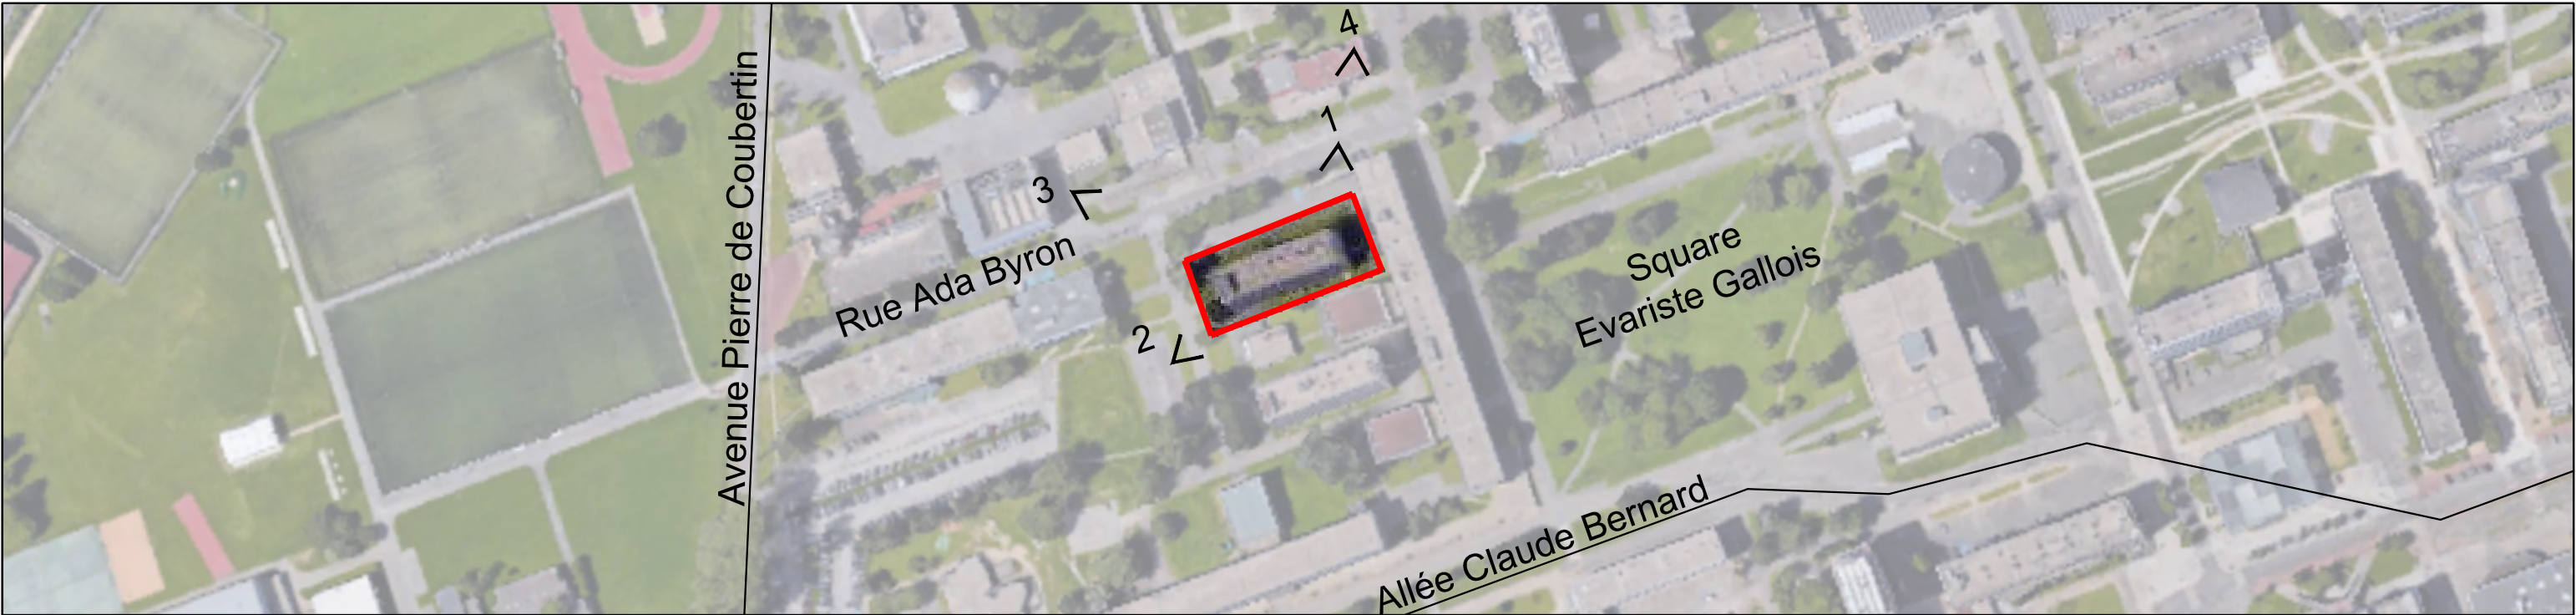 4
1
3
2
Avenue Pierre de Coubertin
Rue Ada Byron
Square
Evariste Gallois
Allée Claude Bernard